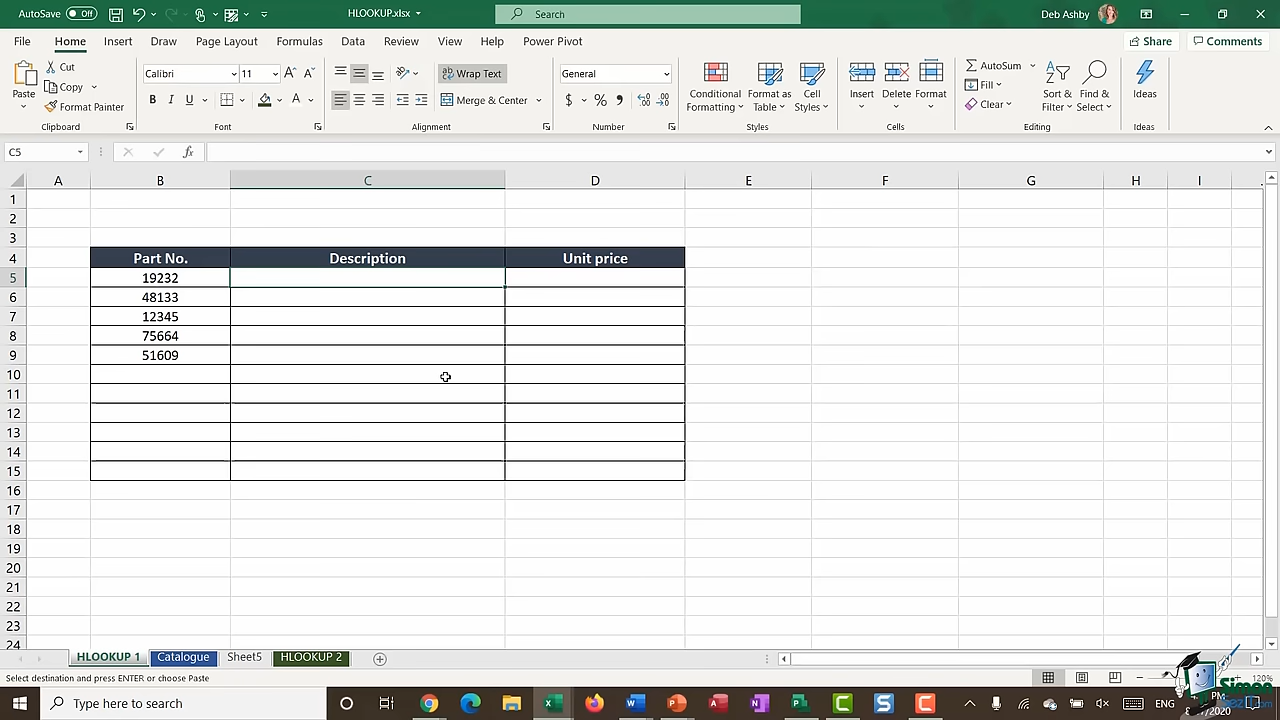 AutoSave Off HLOOKUP.xlsx Search Deb Ashby
File Home Insert Draw Page Layout Formulas Data Review View Help Power Pivot Share Comments
Paste Cut Copy Format Painter Clipboard
Calibri 11 B I U A A A Font
Wrap Text Merge & Center Alignment
General $ % Number
Conditional Formatting Format as Table Cell Styles Styles
Insert Delete Format Cells
AutoSum Fill Clear Sort & Filter Find & Select Editing
Ideas Ideas
C5 fx
A B C D E F G H I
1
2
3
4 Part No. Description Unit price
5 19232
6 48133
7 12345
8 75664
9 51609
10
11
12
13
14
15
16
17
18
19
20
21
22
23
24
HLOOKUP 1 Catalogue Sheet5 HLOOKUP 2
Select destination and press ENTER or choose Paste 120%
Type here to search